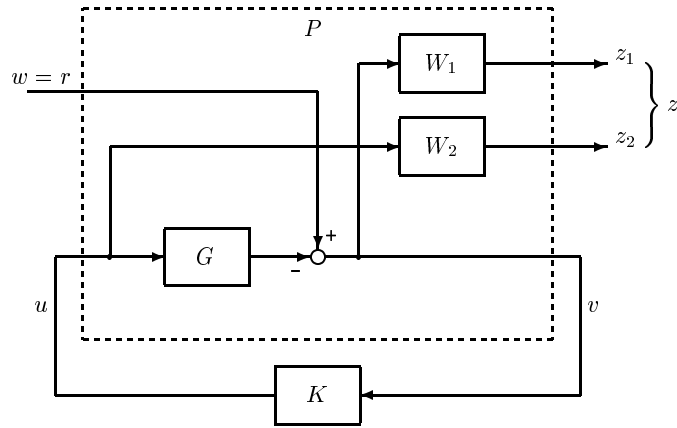 P
z₁
W₁
w = r
z
z₂
W₂
+
G
-
u
v
K